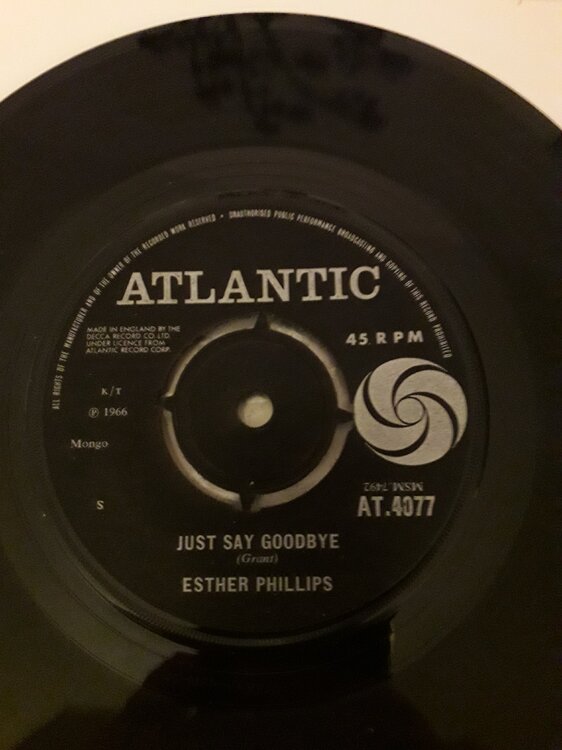 ALL RIGHTS OF THE MANUFACTURER AND OF THE OWNER OF THE RECORDED WORK RESERVED • UNAUTHORISED PUBLIC PERFORMANCE BROADCASTING AND COPYING OF THIS RECORD PROHIBITED
ATLANTIC
MADE IN ENGLAND BY THE
DECCA RECORD CO. LTD.
UNDER LICENCE FROM
ATLANTIC RECORD CORP.
45 RPM
K/T
℗ 1966
Mongo
S
MSM.7492
AT.4077
JUST SAY GOODBYE
(Grant)
ESTHER PHILLIPS